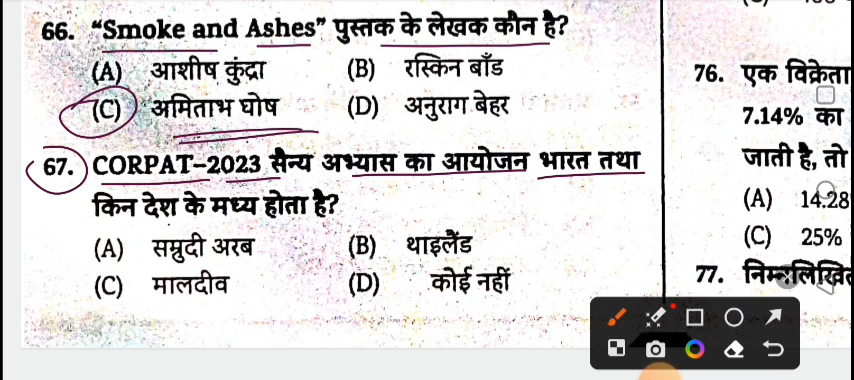 66. “Smoke and Ashes” पुस्तक के लेखक कौन है?
(A) आशीष कुंद्रा (B) रस्किन बॉंड
(C) अमिताभ घोष (D) अनुराग बेहर
67. CORPAT–2023 सैन्य अभ्यास का आयोजन भारत तथा
किन देश के मध्य होता है?
(A) सम्रुदी अरब (B) थाइलैंड
(C) मालदीव (D) कोई नहीं
76. एक विक्रेता
7.14% का
जाती है, तो
(A) 14.28
(C) 25%
77. निम्नलिखित